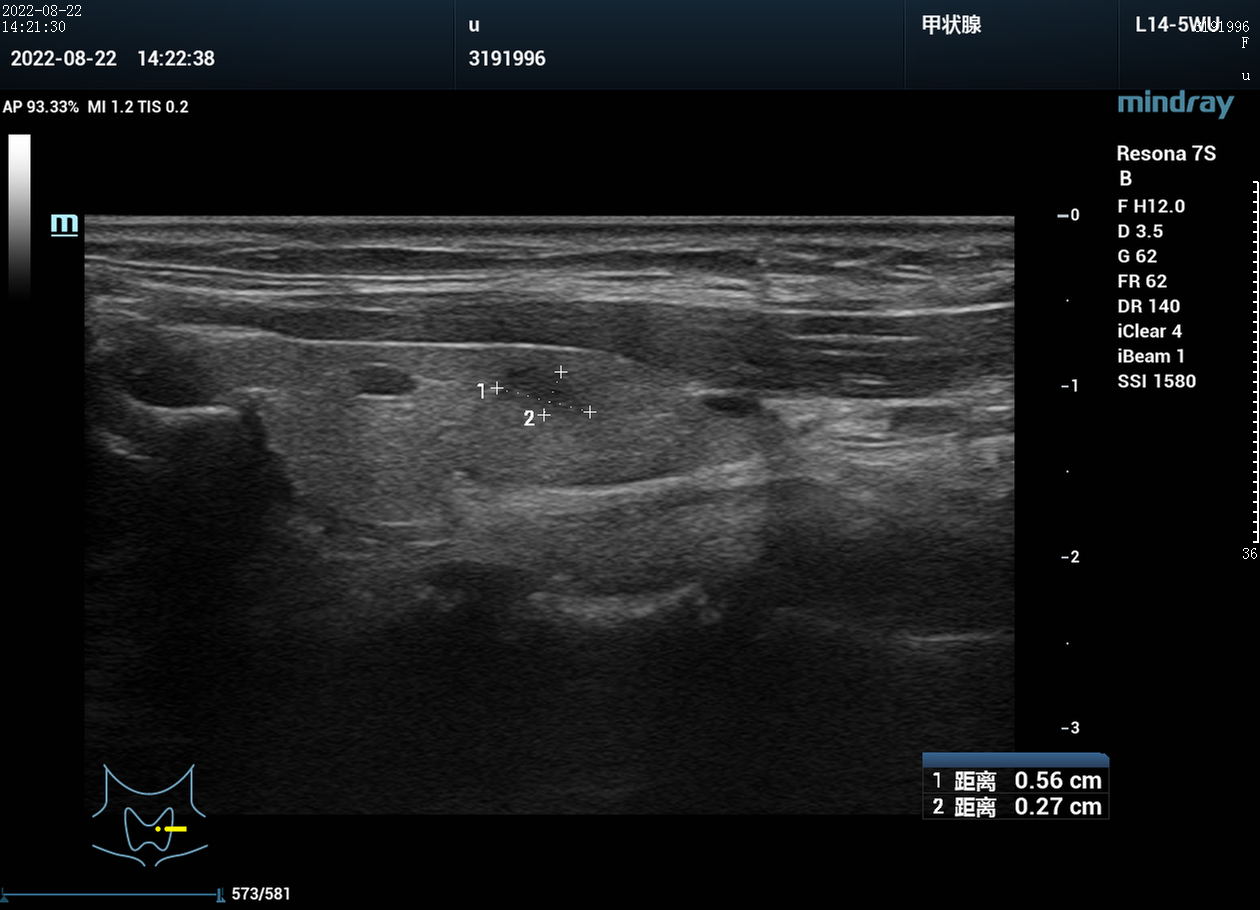 2022-08-22
14:21:30
2022-08-22 14:22:38
u
3191996
甲状腺
L14-5WU
3191996
F
u
AP 93.33% MI 1.2 TIS 0.2
mindray
Resona 7S
B
F H12.0
D 3.5
G 62
FR 62
DR 140
iClear 4
iBeam 1
SSI 1580
m
0
1
2
-1
-2
-3
36
1 距离 0.56 cm
2 距离 0.27 cm
573/581